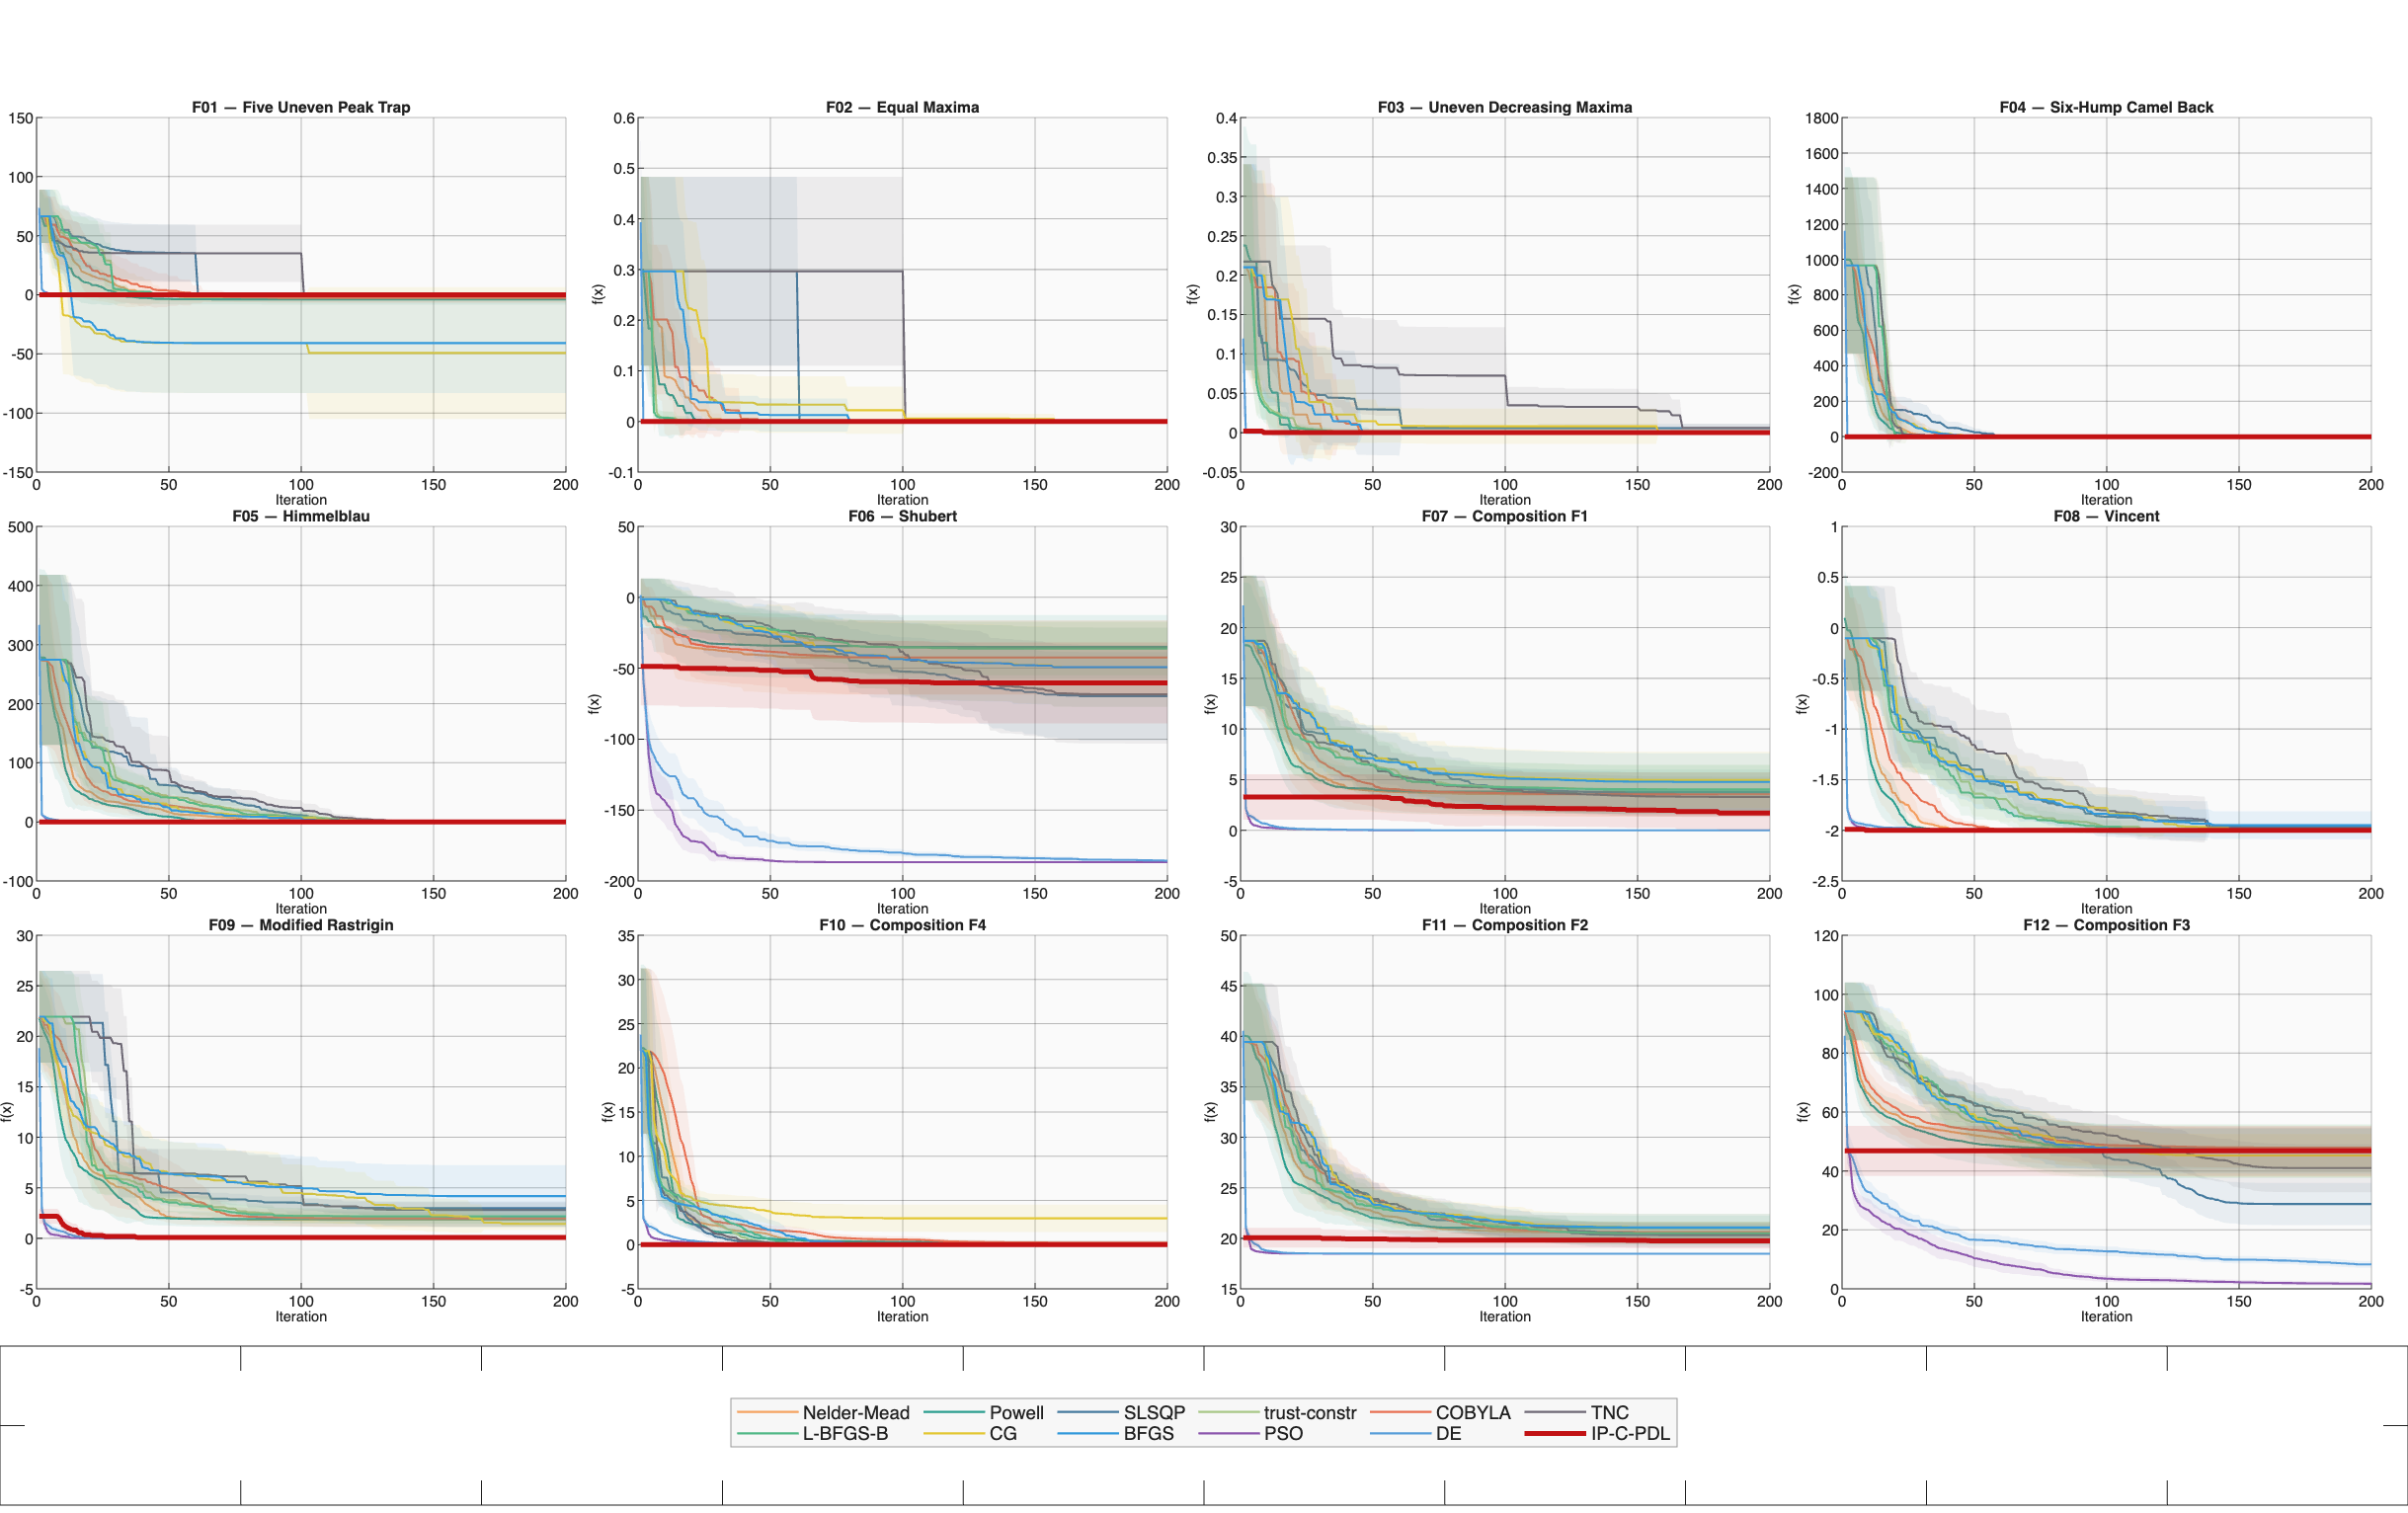 F01 — Five Uneven Peak Trap
150
100
50
0
-50
-100
-150
0 50 100 150 200
Iteration
F02 — Equal Maxima
f(x)
0.6
0.5
0.4
0.3
0.2
0.1
0
-0.1
0 50 100 150 200
Iteration
F03 — Uneven Decreasing Maxima
f(x)
0.4
0.35
0.3
0.25
0.2
0.15
0.1
0.05
0
-0.05
0 50 100 150 200
Iteration
F04 — Six-Hump Camel Back
f(x)
1800
1600
1400
1200
1000
800
600
400
200
0
-200
0 50 100 150 200
Iteration
F05 — Himmelblau
500
400
300
200
100
0
-100
0 50 100 150 200
Iteration
F06 — Shubert
f(x)
50
0
-50
-100
-150
-200
0 50 100 150 200
Iteration
F07 — Composition F1
f(x)
30
25
20
15
10
5
0
-5
0 50 100 150 200
Iteration
F08 — Vincent
f(x)
1
0.5
0
-0.5
-1
-1.5
-2
-2.5
0 50 100 150 200
Iteration
F09 — Modified Rastrigin
f(x)
30
25
20
15
10
5
0
-5
0 50 100 150 200
Iteration
F10 — Composition F4
f(x)
35
30
25
20
15
10
5
0
-5
0 50 100 150 200
Iteration
F11 — Composition F2
f(x)
50
45
40
35
30
25
20
15
0 50 100 150 200
Iteration
F12 — Composition F3
f(x)
120
100
80
60
40
20
0
0 50 100 150 200
Iteration
Nelder-Mead Powell SLSQP trust-constr COBYLA TNC
L-BFGS-B CG BFGS PSO DE IP-C-PDL